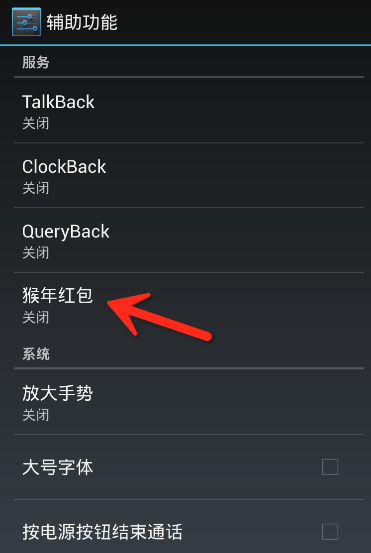 辅助功能
服务
TalkBack
关闭
ClockBack
关闭
QueryBack
关闭
猴年红包
关闭
系统
放大手势
关闭
大号字体
按电源按钮结束通话